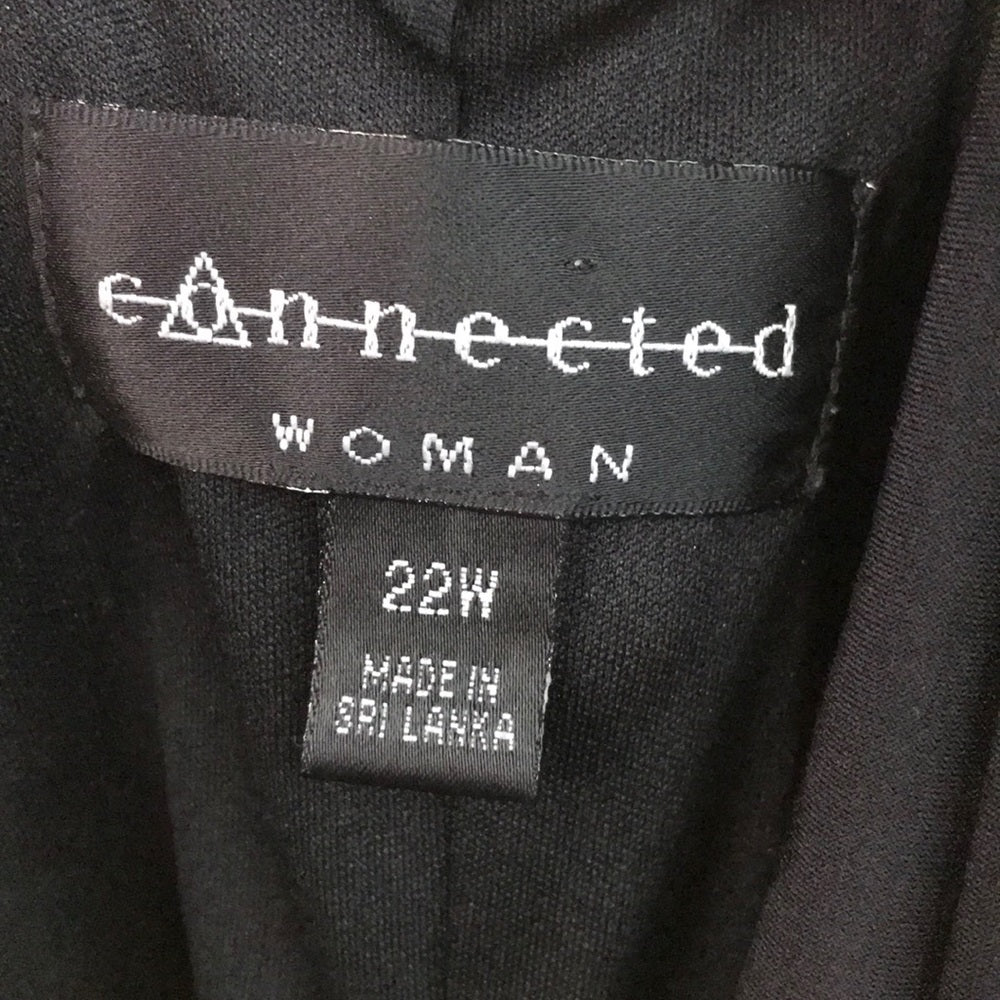 connected
WOMAN
22W
MADE IN
SRI LANKA